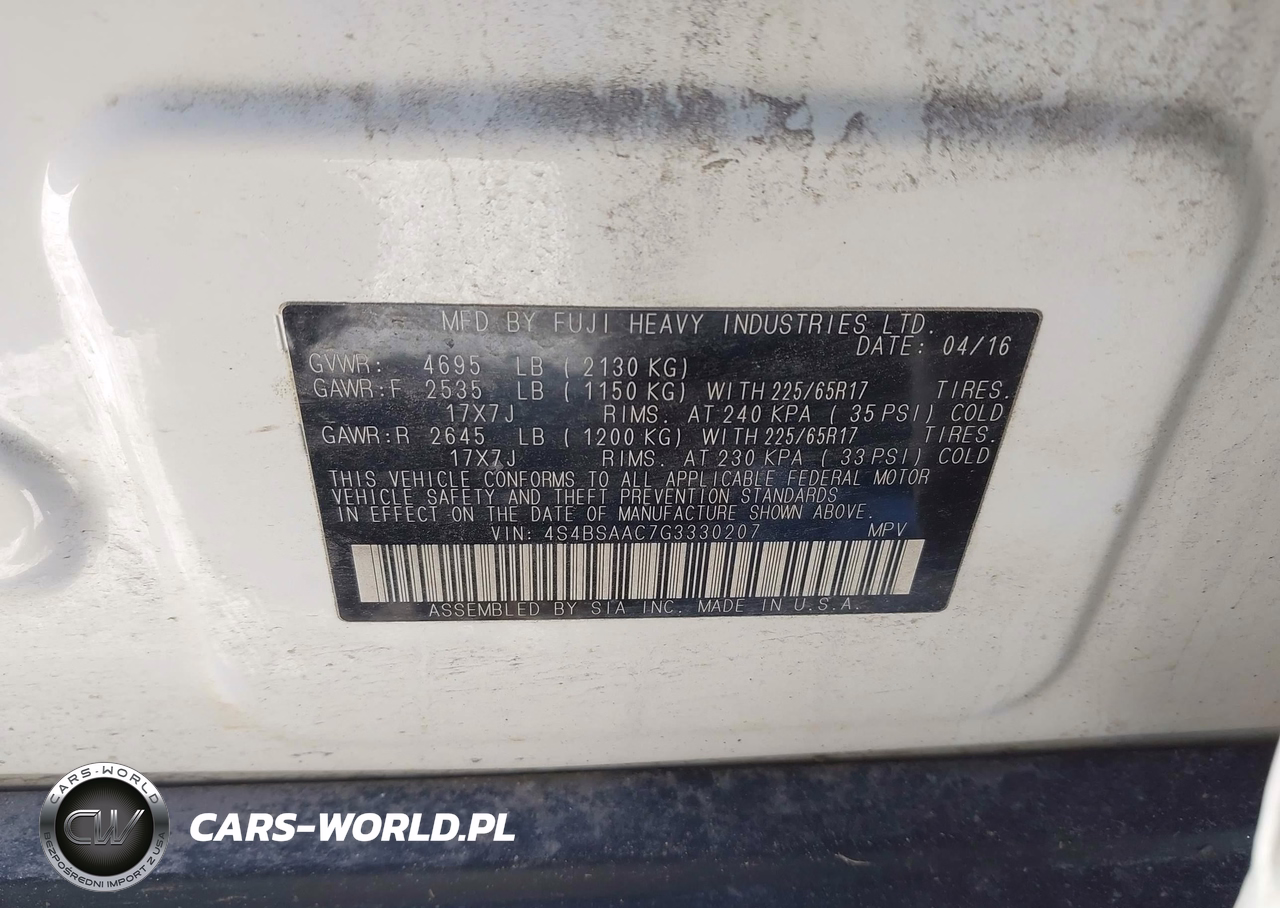 MFD BY FUJI HEAVY INDUSTRIES LTD.
DATE: 04/16
GVWR: 4695 LB ( 2130 KG)
GAWR:F 2535 LB ( 1150 KG) WITH 225/65R17 TIRES.
17X7J RIMS. AT 240 KPA ( 35 PSI) COLD
GAWR:R 2645 LB ( 1200 KG) WITH 225/65R17 TIRES.
17X7J RIMS. AT 230 KPA ( 33 PSI) COLD
THIS VEHICLE CONFORMS TO ALL APPLICABLE FEDERAL MOTOR
VEHICLE SAFETY AND THEFT PREVENTION STANDARDS
IN EFFECT ON THE DATE OF MANUFACTURE SHOWN ABOVE.
VIN: 4S4BSAAC7G3330207 MPV
ASSEMBLED BY SIA INC. MADE IN U.S.A.
CARS-WORLD
CW
BEZPOŚREDNI IMPORT Z USA
CARS-WORLD.PL